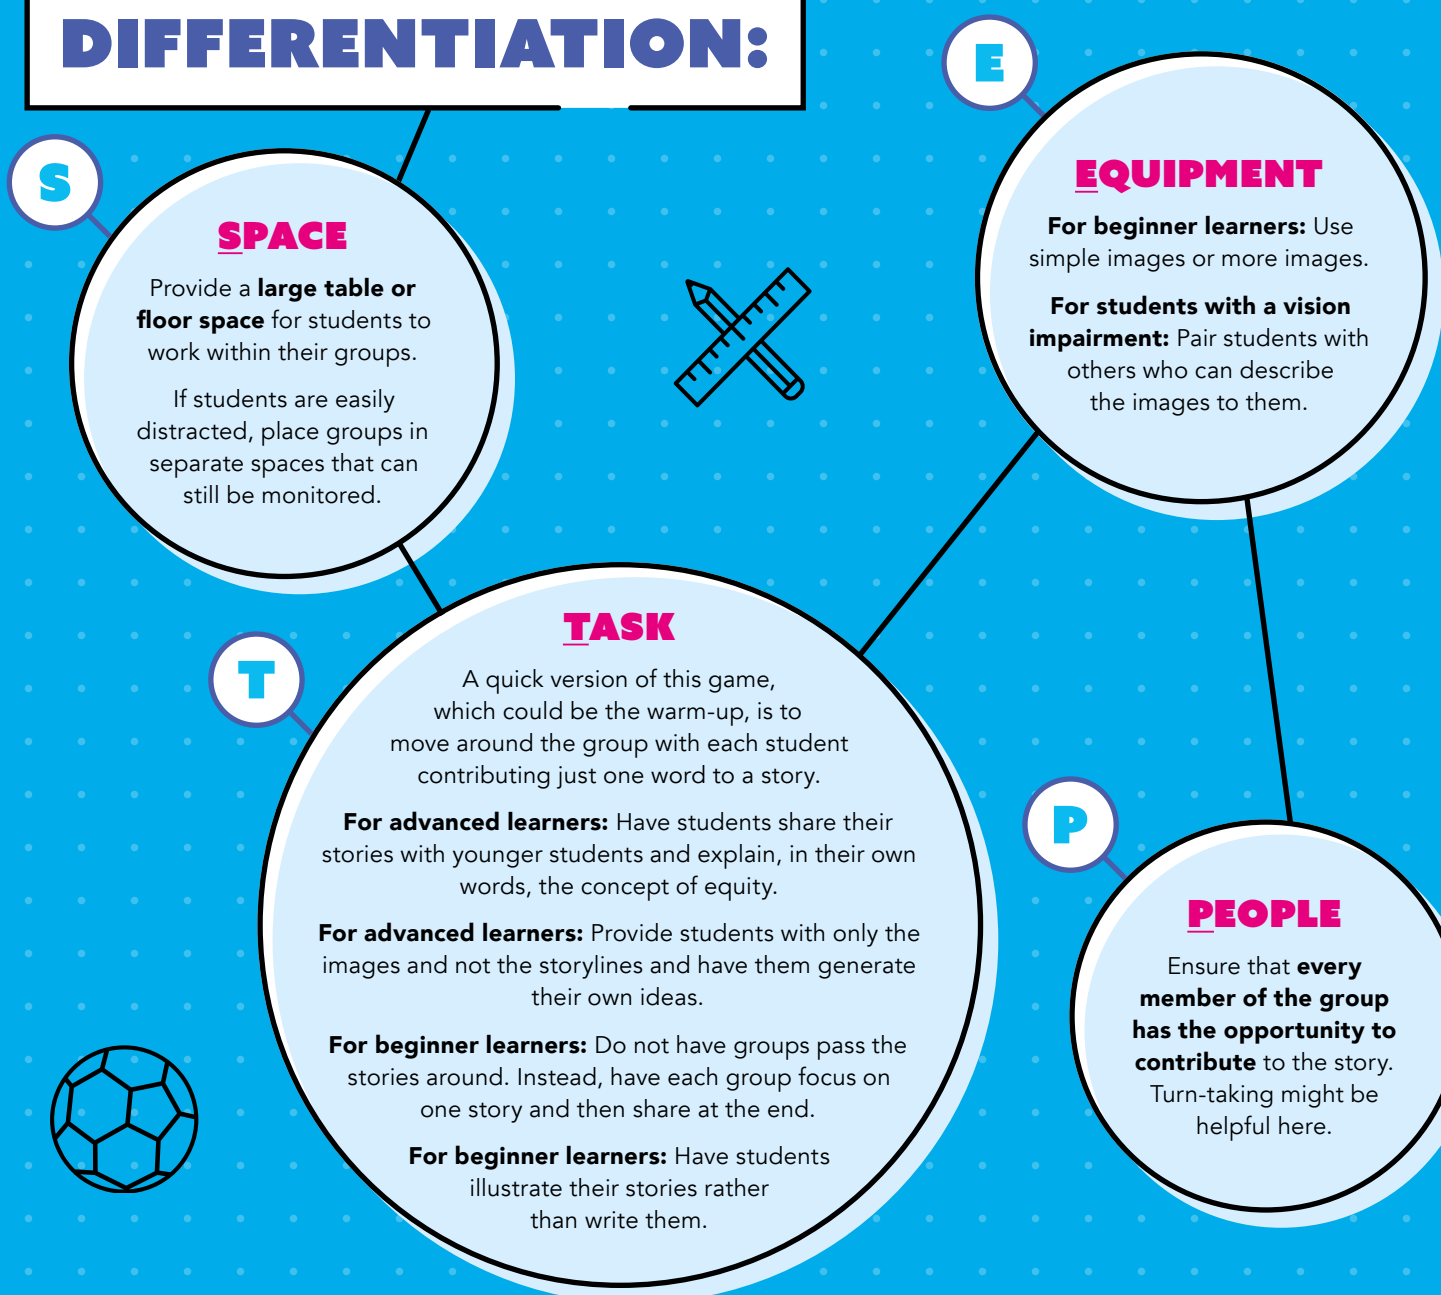 DIFFERENTIATION:
S
SPACE
Provide a large table or
floor space for students to
work within their groups.
If students are easily
distracted, place groups in
separate spaces that can
still be monitored.
T
TASK
A quick version of this game,
which could be the warm-up, is to
move around the group with each student
contributing just one word to a story.
For advanced learners: Have students share their
stories with younger students and explain, in their own
words, the concept of equity.
For advanced learners: Provide students with only the
images and not the storylines and have them generate
their own ideas.
For beginner learners: Do not have groups pass the
stories around. Instead, have each group focus on
one story and then share at the end.
For beginner learners: Have students
illustrate their stories rather
than write them.
E
EQUIPMENT
For beginner learners: Use
simple images or more images.
For students with a vision
impairment: Pair students with
others who can describe
the images to them.
P
PEOPLE
Ensure that every
member of the group
has the opportunity to
contribute to the story.
Turn-taking might be
helpful here.